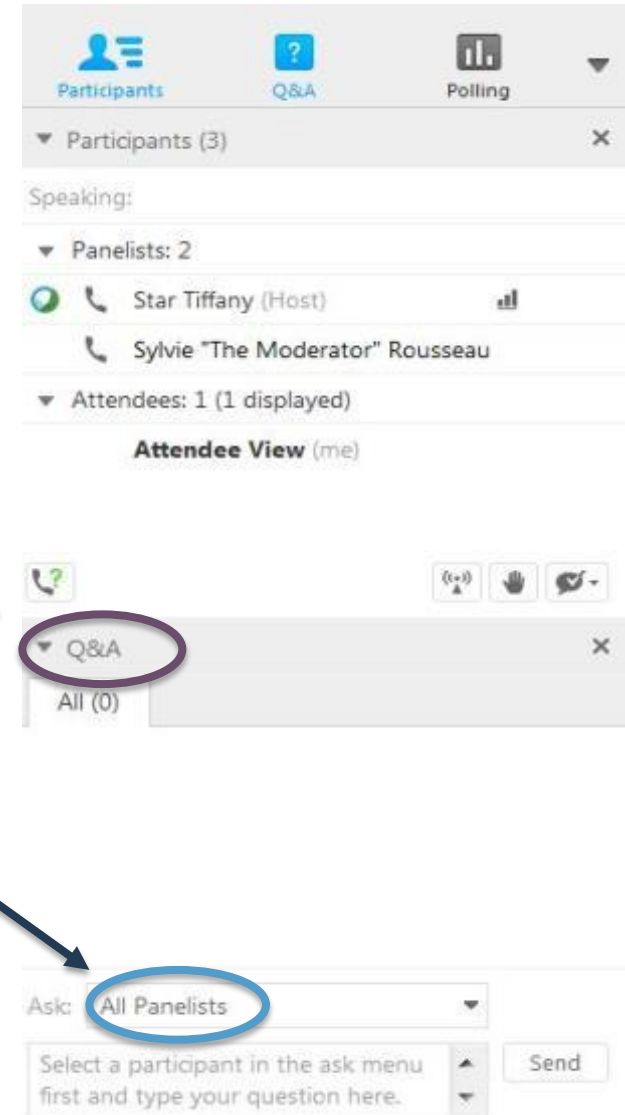 Participants Q&A Polling
Participants (3)
Speaking:
Panelists: 2
Star Tiffany (Host)
Sylvie "The Moderator" Rousseau
Attendees: 1 (1 displayed)
Attendee View (me)
Q&A
All (0)
Ask: All Panelists
Select a participant in the ask menu Send
first and type your question here.